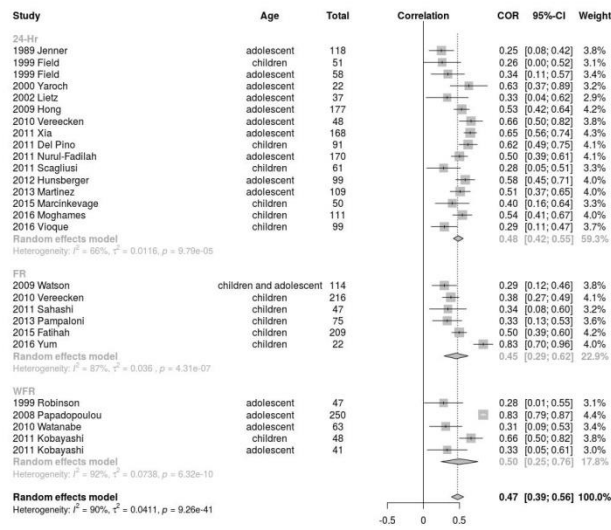 Study Age Total Correlation COR 95%-CI Weight
24-Hr
1989 Jenner adolescent 118 0.25 [0.08; 0.42] 3.8%
1999 Field children 51 0.26 [0.00; 0.52] 3.2%
1999 Field adolescent 58 0.34 [0.11; 0.57] 3.4%
2000 Yaroch adolescent 22 0.63 [0.37; 0.89] 3.2%
2002 Lietz adolescent 37 0.33 [0.04; 0.62] 3.0%
2009 Hong adolescent 177 0.53 [0.42; 0.64] 4.2%
2010 Vereecken adolescent 48 0.66 [0.50; 0.82] 3.9%
2011 Xia adolescent 168 0.65 [0.56; 0.74] 4.2%
2011 Del Pino children 91 0.62 [0.49; 0.75] 4.1%
2011 Nurul-Fadilah adolescent 170 0.50 [0.39; 0.61] 4.1%
2011 Scagliusi children 61 0.28 [0.05; 0.51] 3.4%
2012 Hunsberger adolescent 99 0.58 [0.45; 0.71] 4.0%
2013 Martinez adolescent 109 0.51 [0.37; 0.65] 4.0%
2015 Marcinkevage children 50 0.40 [0.16; 0.64] 3.4%
2016 Moghames adolescent 111 0.54 [0.41; 0.67] 4.0%
2016 Vioque children 99 0.29 [0.11; 0.47] 3.7%
Random effects model 0.48 [0.42; 0.55] 59.3%
Heterogeneity: I² = 66%, τ² = 0.0116, p = 9.79e-05
FR
2009 Watson children and adolescent 114 0.29 [0.12; 0.46] 3.8%
2010 Vereecken children 216 0.38 [0.27; 0.49] 4.1%
2011 Sahashi children 47 0.34 [0.08; 0.60] 3.2%
2013 Pampaloni children 75 0.33 [0.13; 0.53] 3.6%
2015 Fatihah children 209 0.50 [0.39; 0.60] 4.2%
2016 Yum children 22 0.83 [0.70; 0.96] 4.0%
Random effects model 0.45 [0.29; 0.62] 22.9%
Heterogeneity: I² = 87%, τ² = 0.036 , p = 4.31e-07
WFR
1999 Robinson adolescent 47 0.28 [0.01; 0.55] 3.2%
2008 Papadopoulou adolescent 250 0.83 [0.79; 0.87] 4.4%
2010 Watanabe adolescent 63 0.31 [0.09; 0.53] 3.4%
2011 Kobayashi children 48 0.66 [0.50; 0.82] 3.9%
2011 Kobayashi adolescent 41 0.33 [0.05; 0.61] 3.0%
Random effects model 0.50 [0.25; 0.76] 17.8%
Heterogeneity: I² = 92%, τ² = 0.0738, p = 6.32e-10
Random effects model 0.47 [0.39; 0.56] 100.0%
Heterogeneity: I² = 90%, τ² = 0.0411, p = 9.26e-41
-0.5 0 0.5